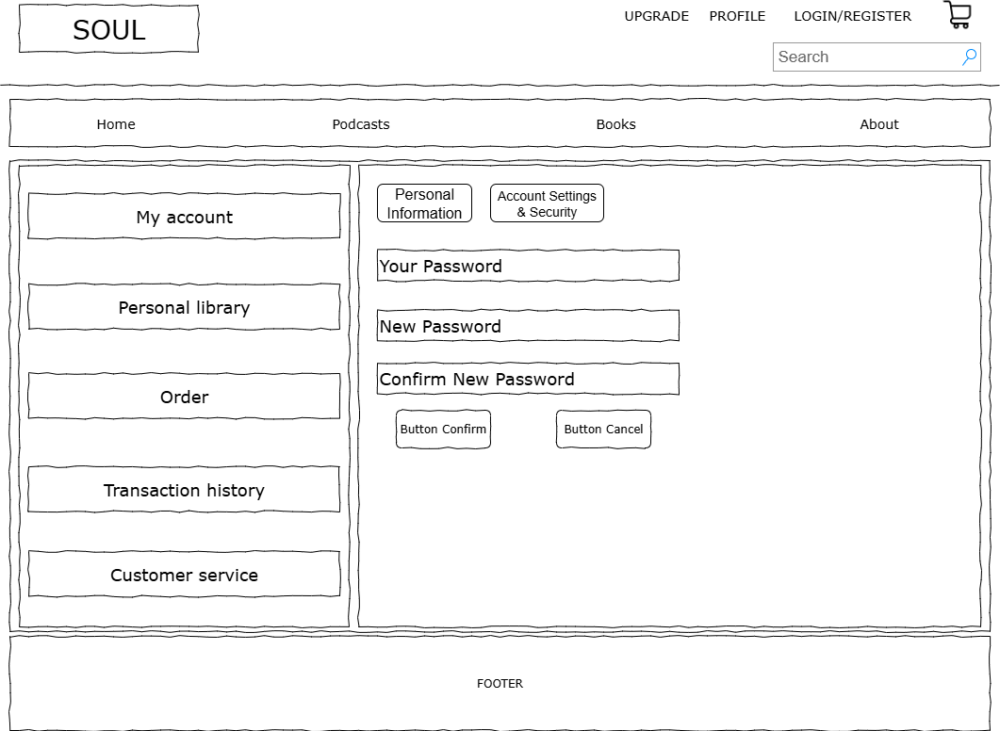 SOUL
UPGRADE PROFILE LOGIN/REGISTER
Search
Home Podcasts Books About
My account
Personal library
Order
Transaction history
Customer service
Personal
Information
Account Settings
& Security
Your Password
New Password
Confirm New Password
Button Confirm Button Cancel
FOOTER